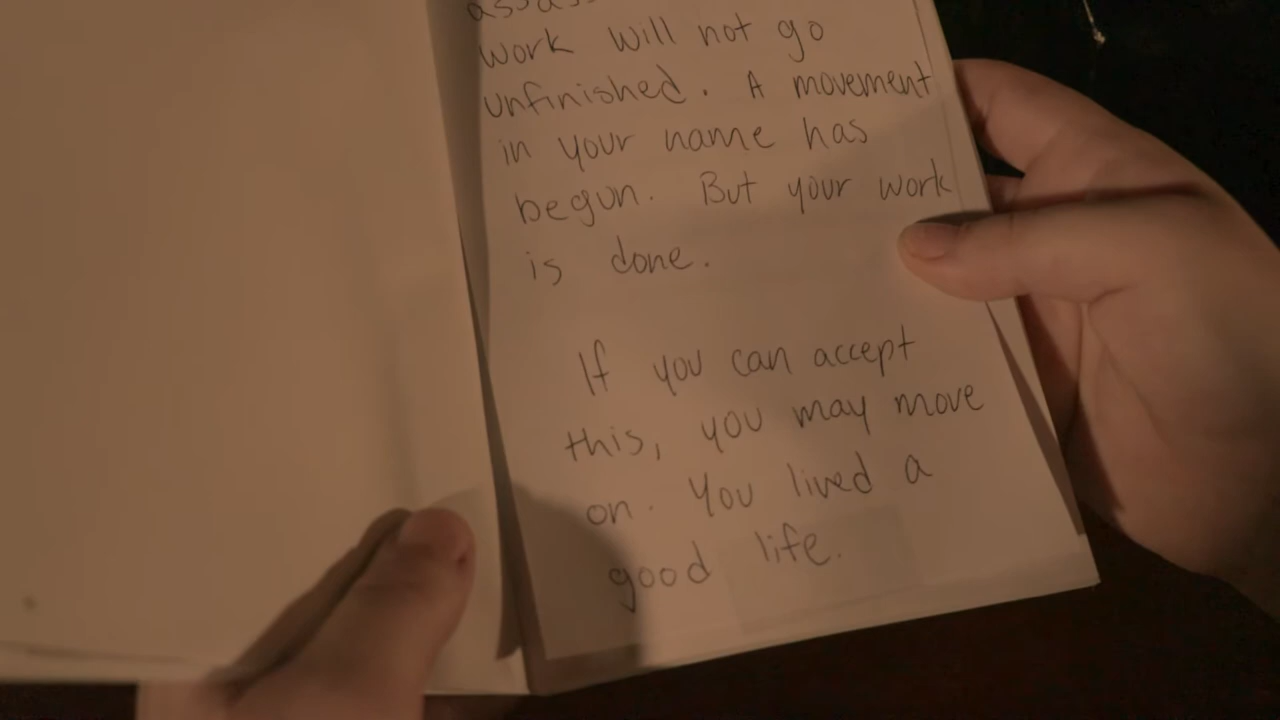 work will not go
unfinished. A movement
in your name has
begun. But your work
is done.
If you can accept
this, you may move
on. You lived a
good life.